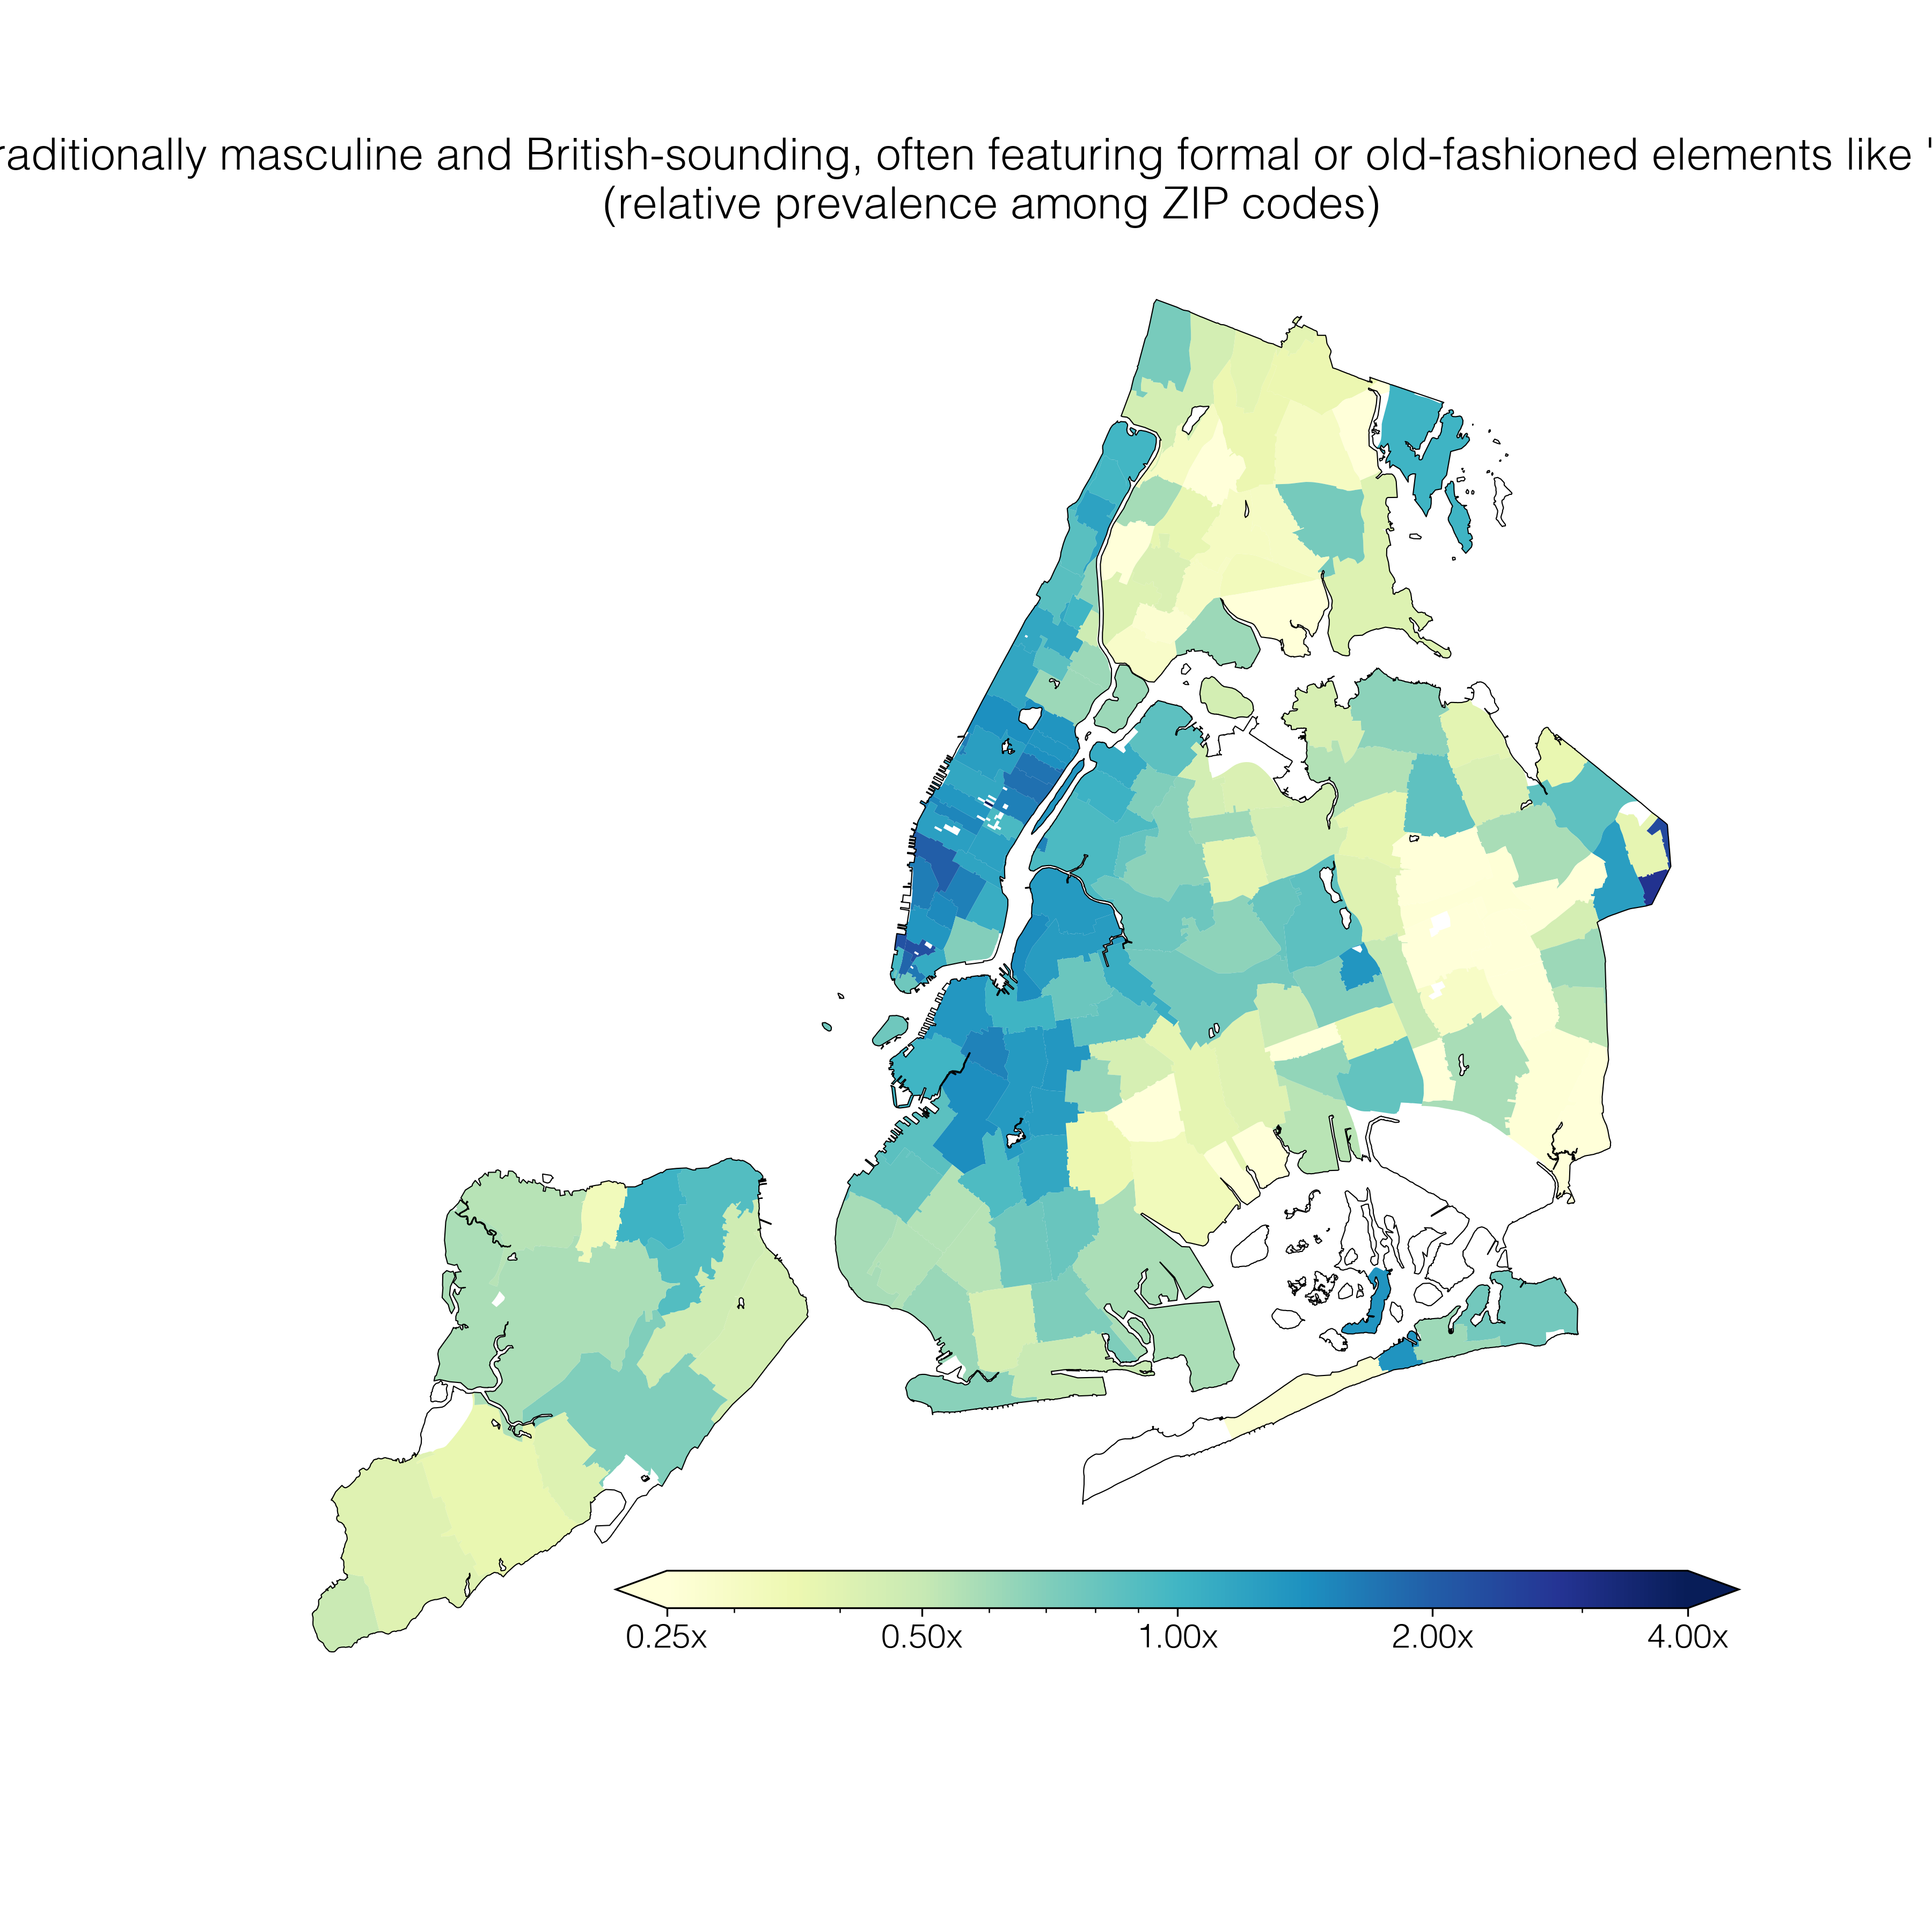 raditionally masculine and British-sounding, often featuring formal or old-fashioned elements like "
(relative prevalence among ZIP codes)
0.25x 0.50x 1.00x 2.00x 4.00x